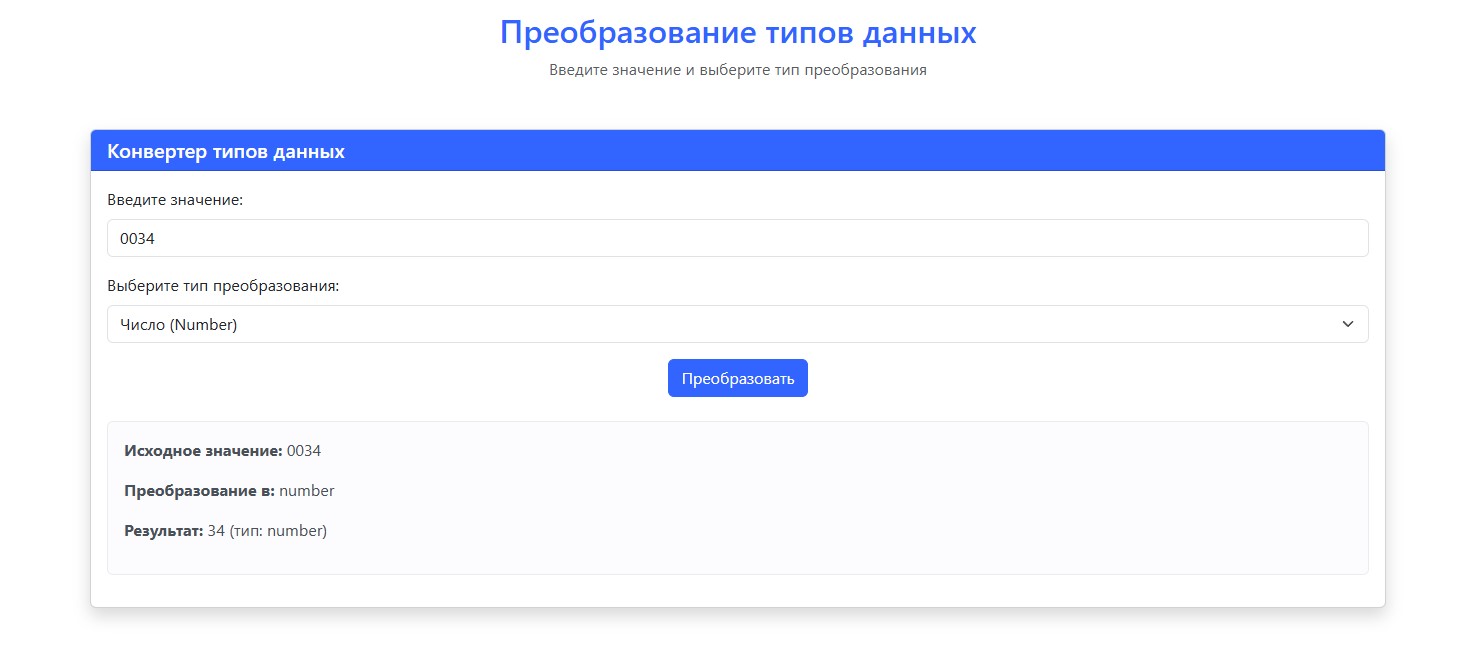 Преобразование типов данных
Введите значение и выберите тип преобразования
Конвертер типов данных
Введите значение:
0034
Выберите тип преобразования:
Число (Number)
Преобразовать
Исходное значение: 0034
Преобразование в: number
Результат: 34 (тип: number)